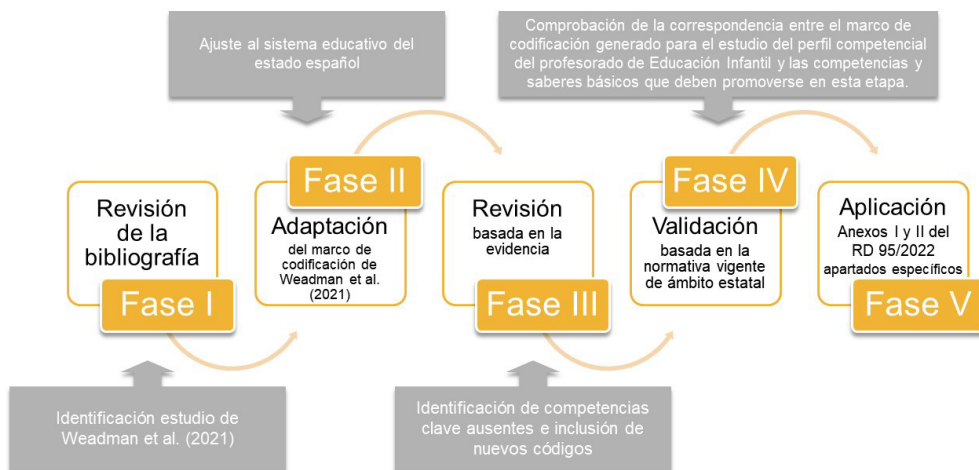 Ajuste al sistema educativo del
estado español
Comprobación de la correspondencia entre el marco de
codificación generado para el estudio del perfil competencial
del profesorado de Educación Infantil y las competencias y
saberes básicos que deben promoverse en esta etapa.
Revisión
de la
bibliografía
Fase I
Fase II
Adaptación
del marco de
codificación de
Weadman et al.
(2021)
Revisión
basada en la
evidencia
Fase III
Fase IV
Validación
basada en la
normativa vigente
de ámbito estatal
Aplicación
Anexos I y II del
RD 95/2022
apartados específicos
Fase V
Identificación estudio de
Weadman et al. (2021)
Identificación de competencias
clave ausentes e inclusión de
nuevos códigos